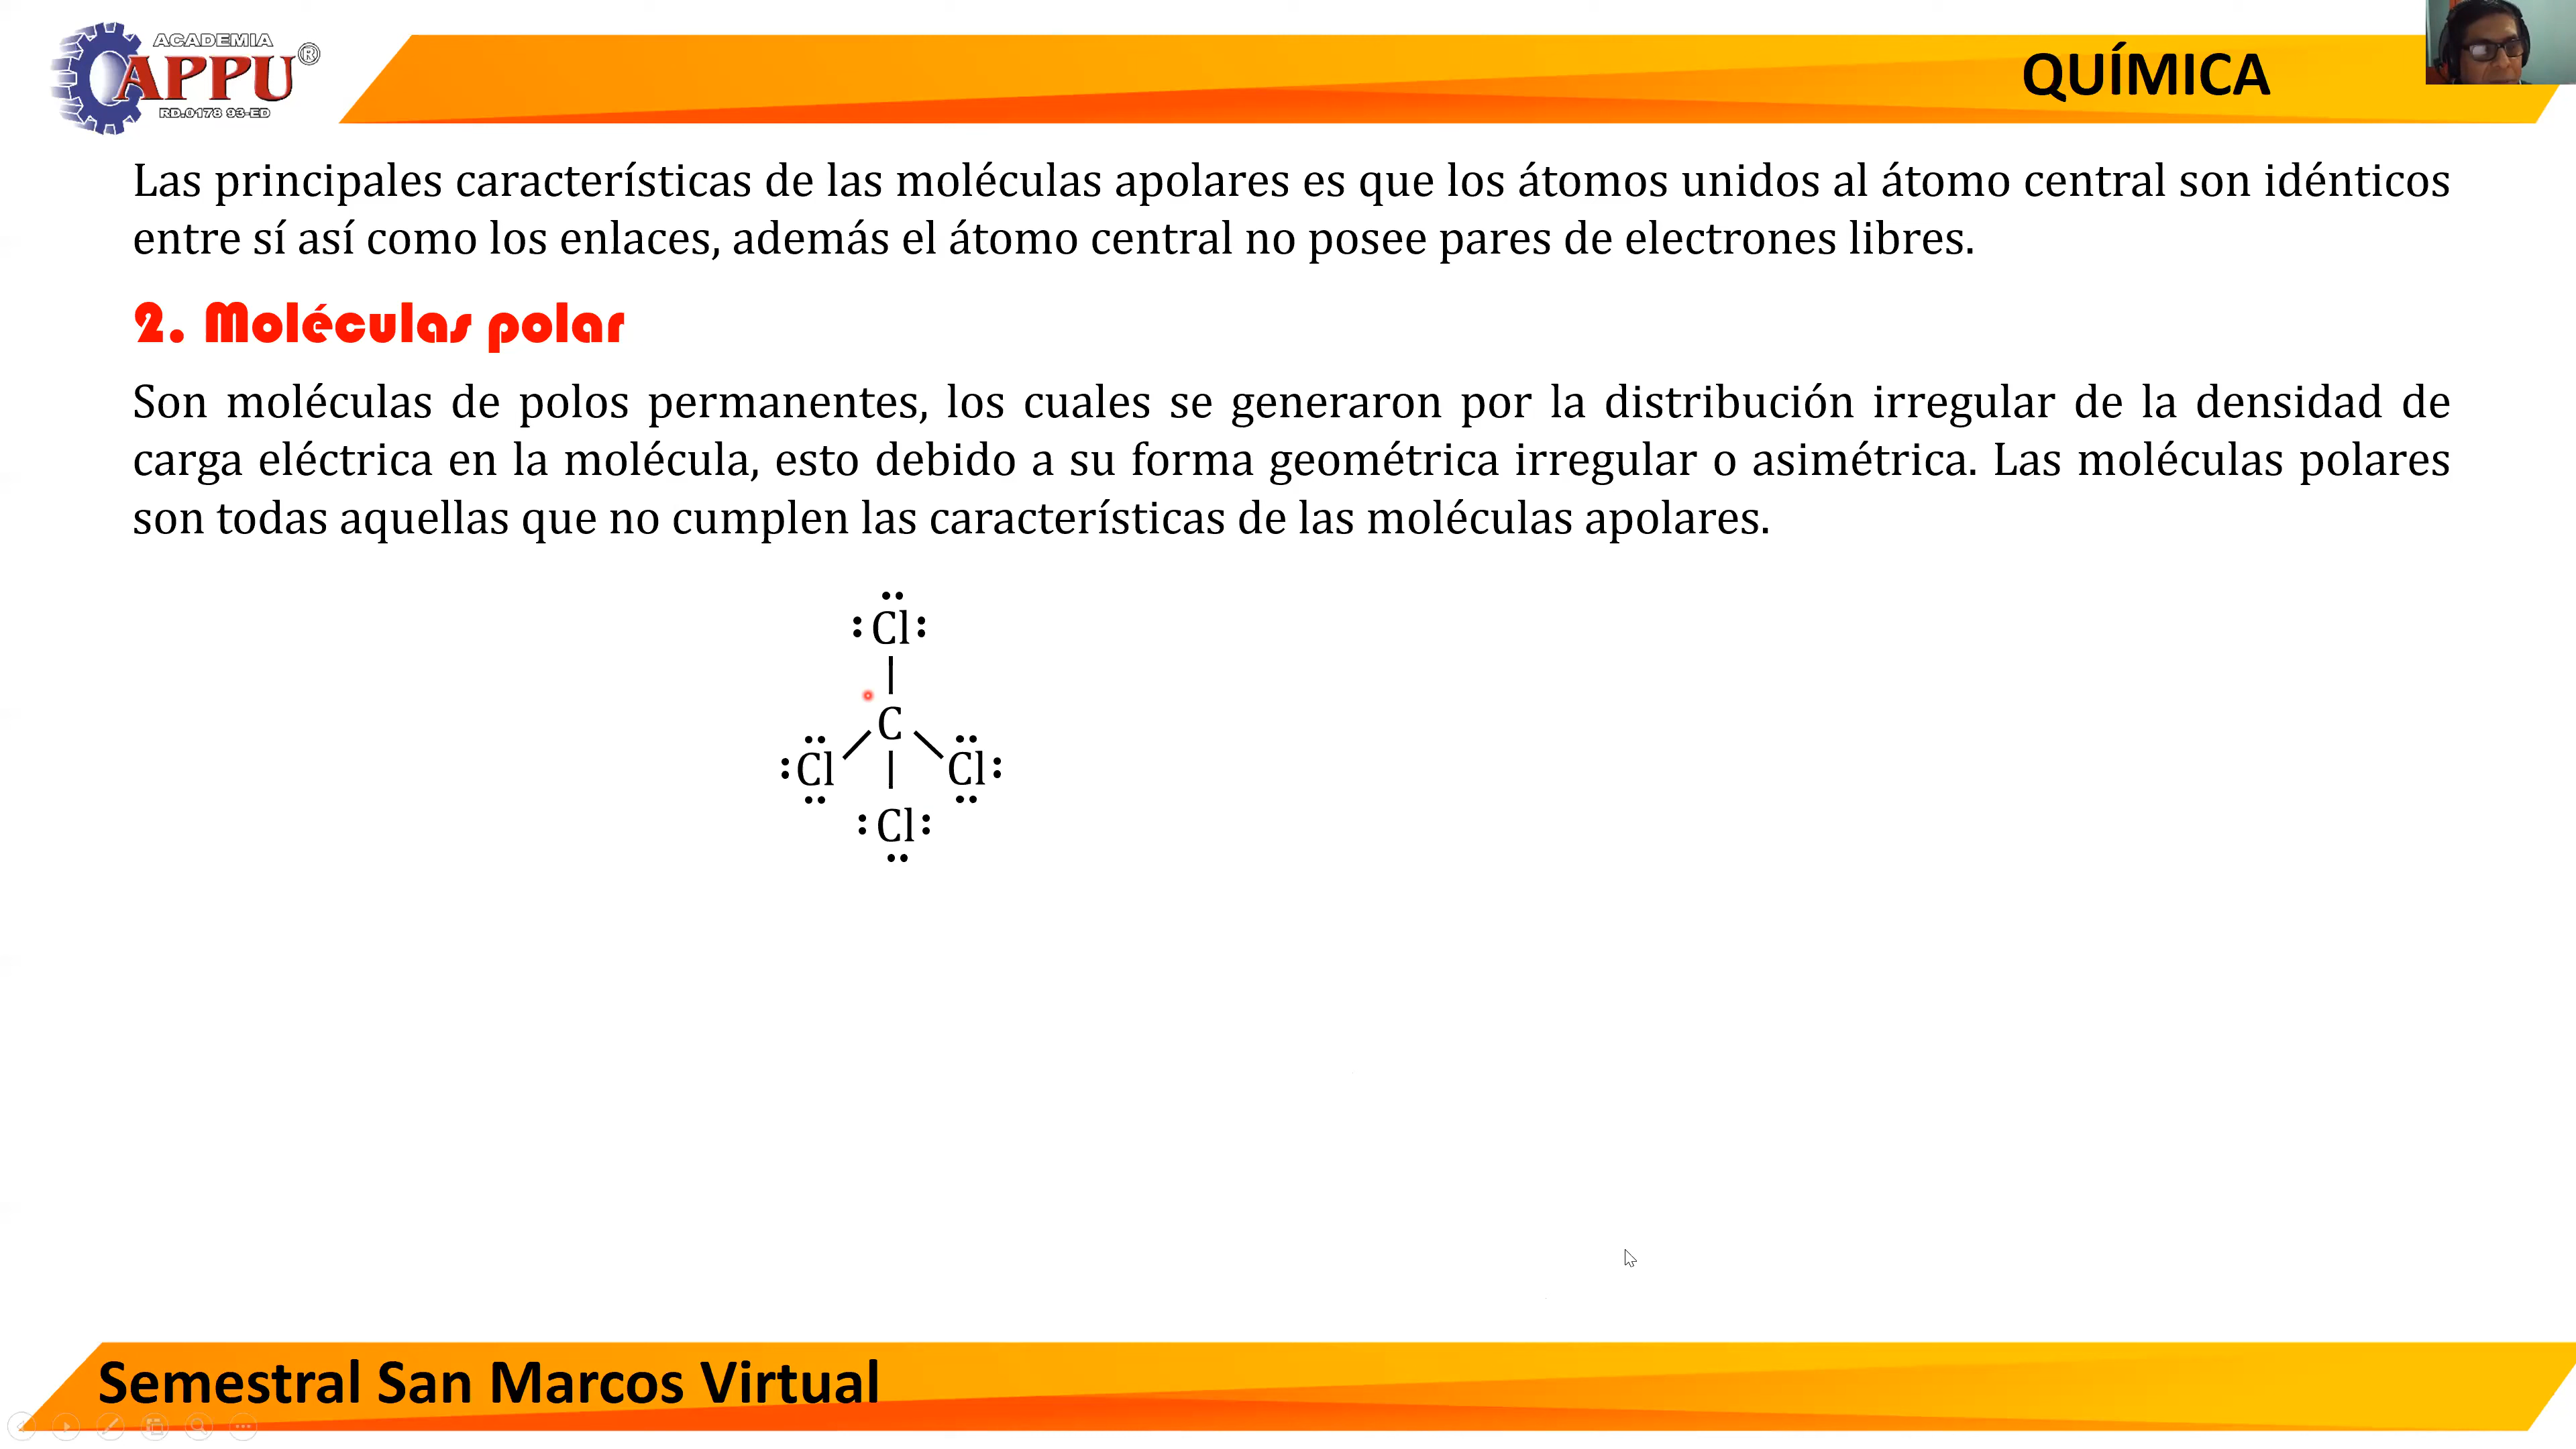 ACADEMIA
APPU®
RD.0178 93-ED
QUÍMICA
Las principales características de las moléculas apolares es que los átomos unidos al átomo central son idénticos
entre sí así como los enlaces, además el átomo central no posee pares de electrones libres.
2. Moléculas polar
Son moléculas de polos permanentes, los cuales se generaron por la distribución irregular de la densidad de
carga eléctrica en la molécula, esto debido a su forma geométrica irregular o asimétrica. Las moléculas polares
son todas aquellas que no cumplen las características de las moléculas apolares.
Cl
C
Cl Cl
Cl
Semestral San Marcos Virtual